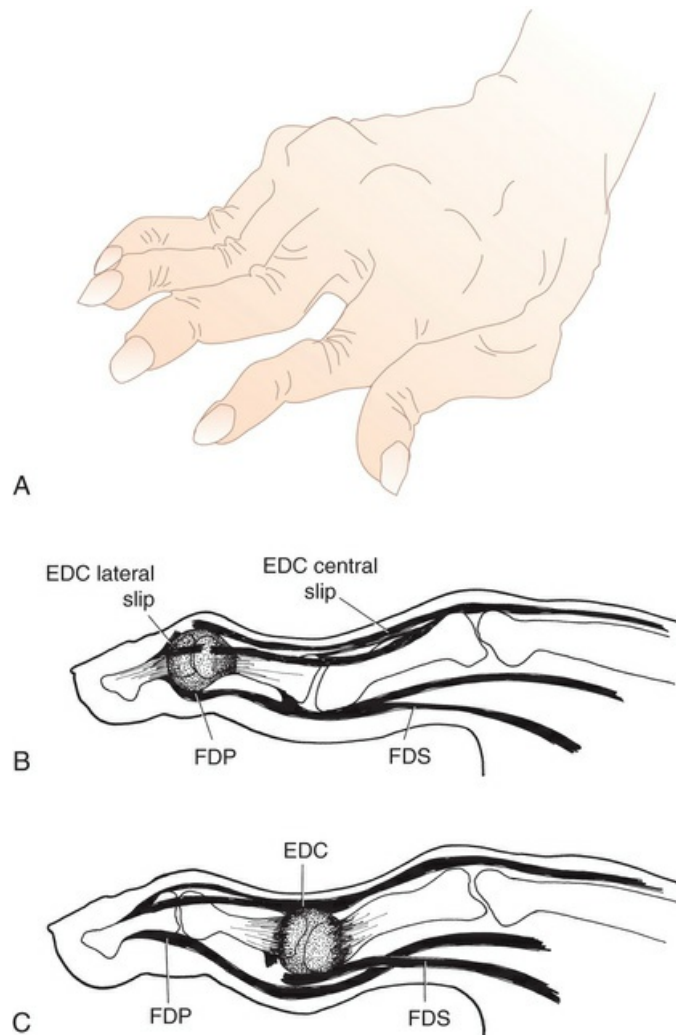 A
EDC lateral
slip
EDC central
slip
FDP
FDS
B
EDC
FDP
FDS
C